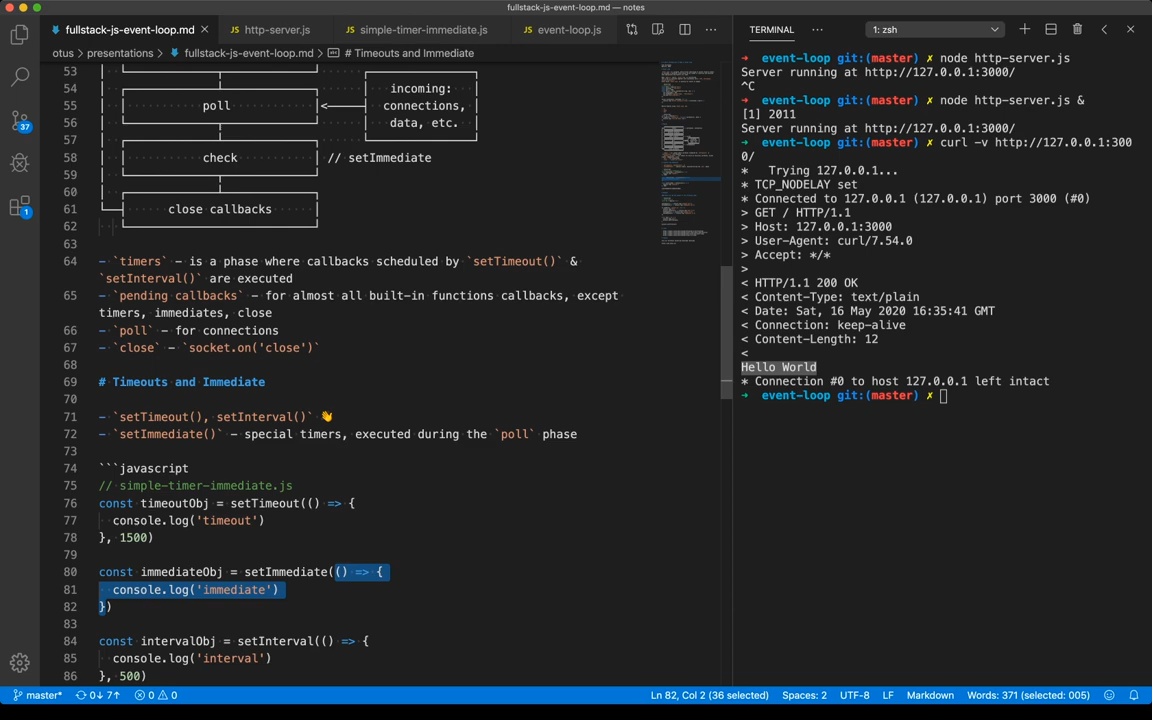 fullstack-js-event-loop.md — notes
fullstack-js-event-loop.md
JS http-server.js
JS simple-timer-immediate.js
JS event-loop.js
TERMINAL
1: zsh
otus > presentations > fullstack-js-event-loop.md > # Timeouts and Immediate
53
54 incoming:
55 poll connections,
56 data, etc.
57
58 check // setImmediate
59
60
61 close callbacks
62
63
64 - `timers` - is a phase where callbacks scheduled by `setTimeout()` &
`setInterval()` are executed
65 - `pending callbacks` - for almost all built-in functions callbacks, except
timers, immediates, close
66 - `poll` - for connections
67 - `close` - `socket.on('close')`
68
69 # Timeouts and Immediate
70
71 - `setTimeout(), setInterval()` 👋
72 - `setImmediate()` - special timers, executed during the `poll` phase
73
74 ```javascript
75 // simple-timer-immediate.js
76 const timeoutObj = setTimeout(() => {
77 console.log('timeout')
78 }, 1500)
79
80 const immediateObj = setImmediate(() => {
81 console.log('immediate')
82 })
83
84 const intervalObj = setInterval(() => {
85 console.log('interval')
86 }, 500)
➜ event-loop git:(master) ✗ node http-server.js
Server running at http://127.0.0.1:3000/
^C
➜ event-loop git:(master) ✗ node http-server.js &
[1] 2011
Server running at http://127.0.0.1:3000/
➜ event-loop git:(master) ✗ curl -v http://127.0.0.1:300
0/
* Trying 127.0.0.1...
* TCP_NODELAY set
* Connected to 127.0.0.1 (127.0.0.1) port 3000 (#0)
> GET / HTTP/1.1
> Host: 127.0.0.1:3000
> User-Agent: curl/7.54.0
> Accept: */*
>
< HTTP/1.1 200 OK
< Content-Type: text/plain
< Date: Sat, 16 May 2020 16:35:41 GMT
< Connection: keep-alive
< Content-Length: 12
<
Hello World
* Connection #0 to host 127.0.0.1 left intact
➜ event-loop git:(master) ✗
37
1
master* 0↓ 7↑ 0 0
Ln 82, Col 2 (36 selected) Spaces: 2 UTF-8 LF Markdown Words: 371 (selected: 005)